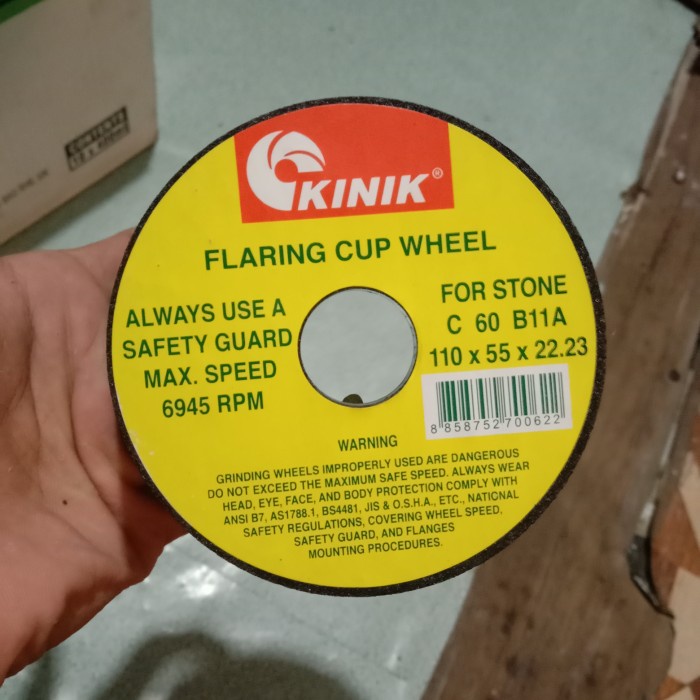 CONTENTS
KINIK®
FLARING CUP WHEEL
ALWAYS USE A
SAFETY GUARD
MAX. SPEED
6945 RPM
FOR STONE
C 60 B11A
110 x 55 x 22.23
8 858752 700622
WARNING
GRINDING WHEELS IMPROPERLY USED ARE DANGEROUS
DO NOT EXCEED THE MAXIMUM SAFE SPEED. ALWAYS WEAR
HEAD, EYE, FACE, AND BODY PROTECTION COMPLY WITH
ANSI B7, AS1788.1, BS4481, JIS & O.S.H.A., ETC., NATIONAL
SAFETY REGULATIONS, COVERING WHEEL SPEED,
SAFETY GUARD, AND FLANGES
MOUNTING PROCEDURES.